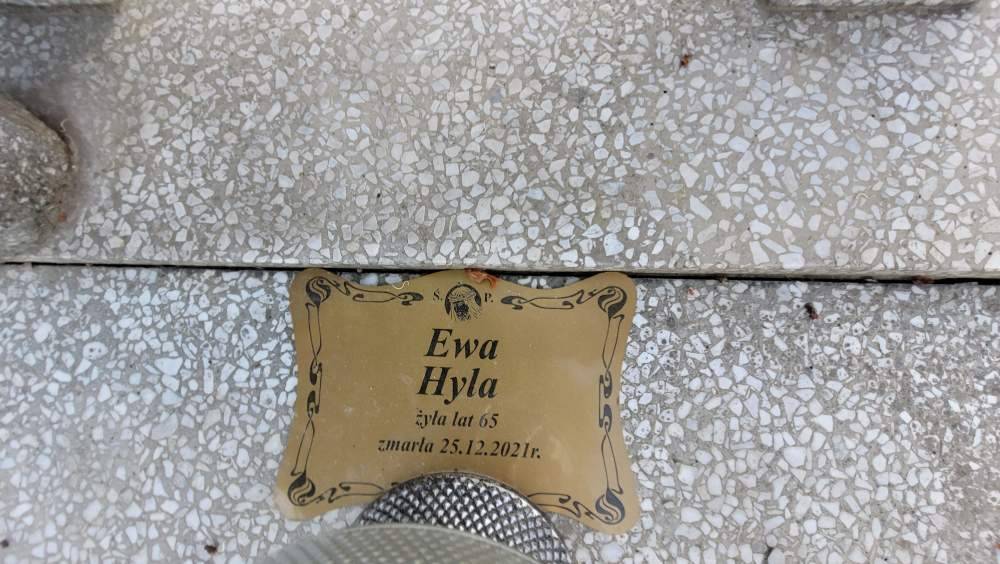 Ś. P.
Ewa
Hyla
żyła lat 65
zmarła 25.12.2021r.